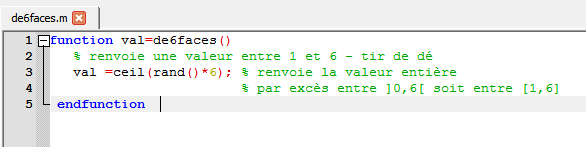 de6faces.m
1 function val=de6faces()
2 % renvoie une valeur entre 1 et 6 - tir de dé
3 val =ceil(rand()*6); % renvoie la valeur entière
4 % par excès entre ]0,6[ soit entre [1,6]
5 endfunction